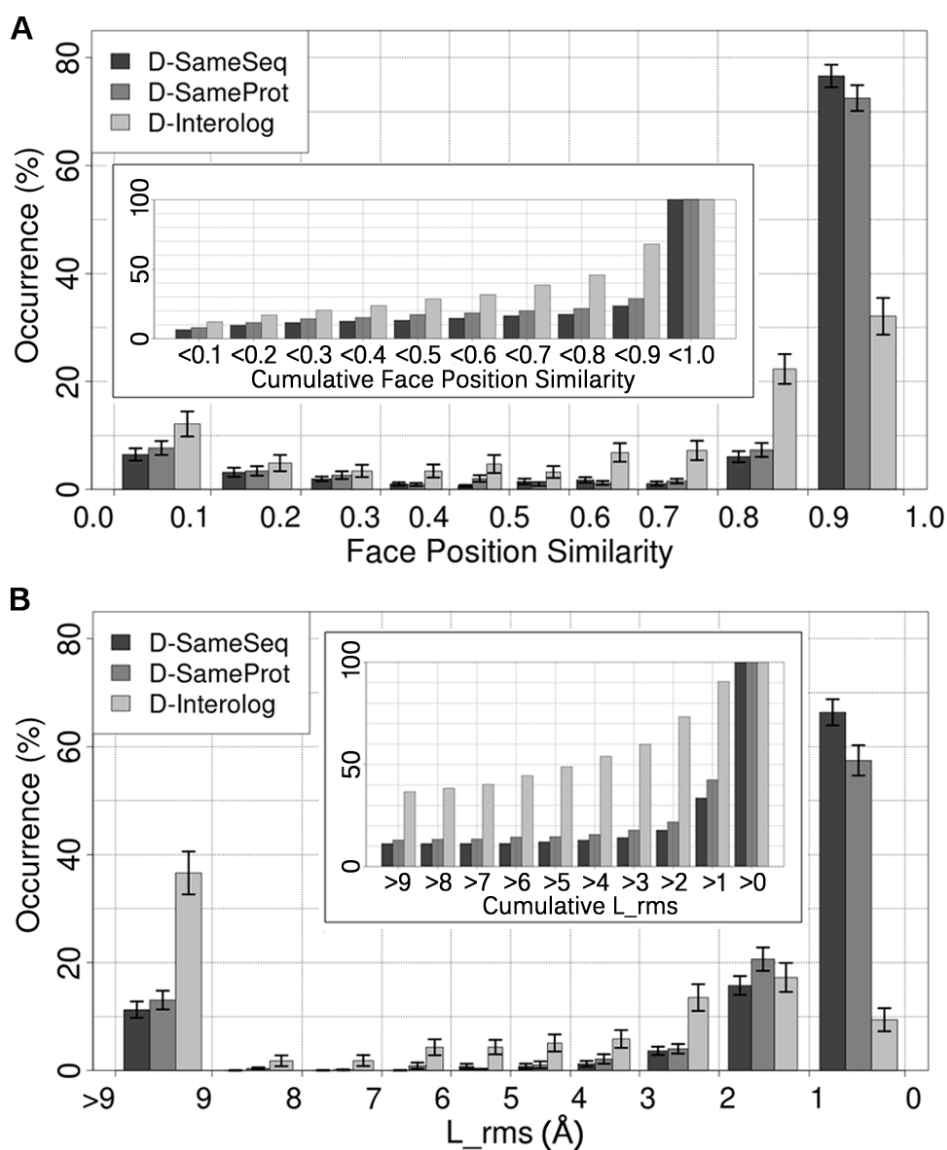 A
D-SameSeq
D-SameProt
D-Interolog
Occurrence (%)
80
60
40
20
0
100
50
0
<0.1 <0.2 <0.3 <0.4 <0.5 <0.6 <0.7 <0.8 <0.9 <1.0
Cumulative Face Position Similarity
0.0 0.1 0.2 0.3 0.4 0.5 0.6 0.7 0.8 0.9 1.0
Face Position Similarity
B
D-SameSeq
D-SameProt
D-Interolog
Occurrence (%)
80
60
40
20
0
100
50
0
>9 >8 >7 >6 >5 >4 >3 >2 >1 >0
Cumulative L_rms
>9 9 8 7 6 5 4 3 2 1 0
L_rms (Å)